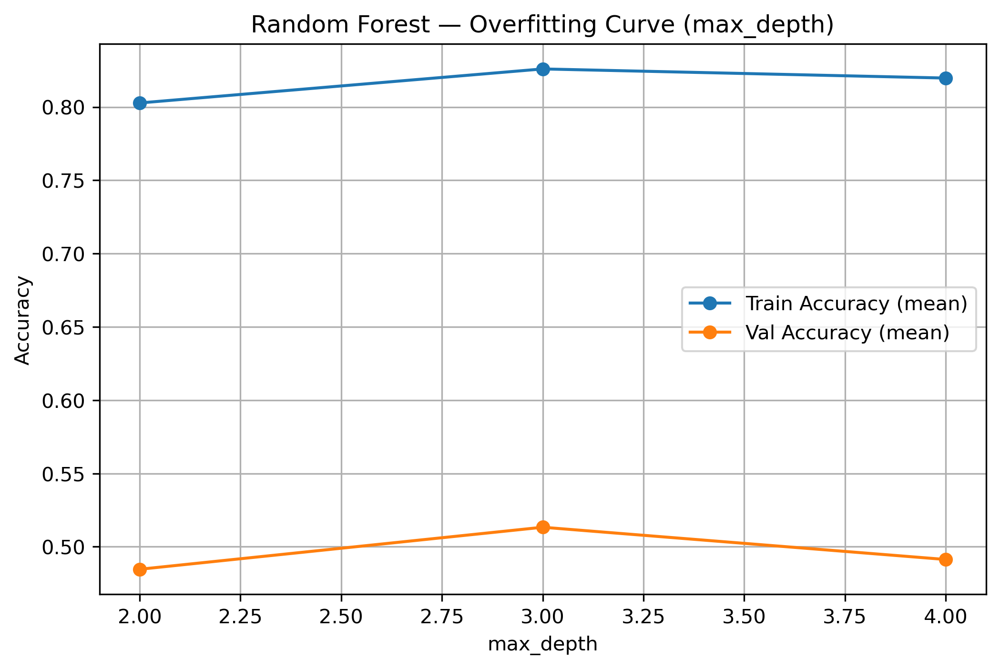 Random Forest — Overfitting Curve (max_depth)
Accuracy
0.80
0.75
0.70
0.65
0.60
0.55
0.50
Train Accuracy (mean)
Val Accuracy (mean)
2.00 2.25 2.50 2.75 3.00 3.25 3.50 3.75 4.00
max_depth